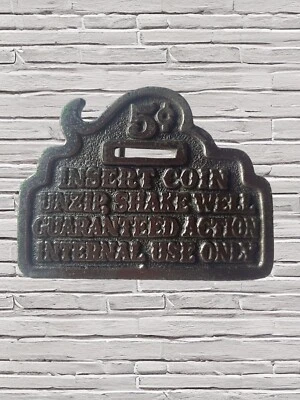 5¢
INSERT COIN
UNZIP, SHAKE WELL
GUARANTEED ACTION
INTERNAL USE ONLY